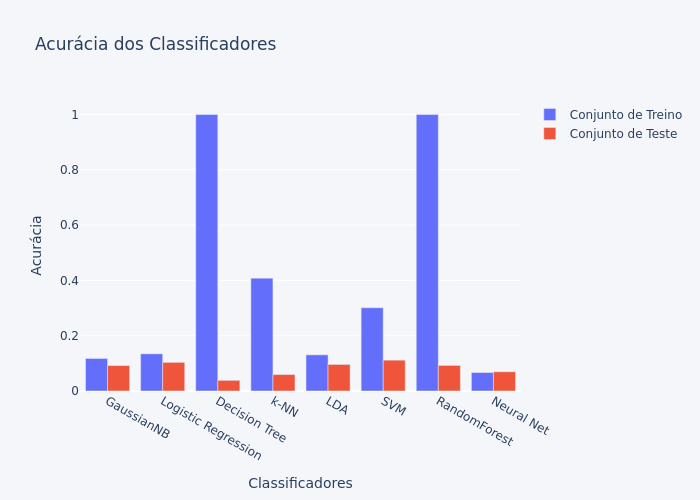 Acurácia dos Classificadores
Conjunto de Treino
Conjunto de Teste
Acurácia
1
0.8
0.6
0.4
0.2
0
GaussianNB
Logistic Regression
Decision Tree
k-NN
LDA
SVM
RandomForest
Neural Net
Classificadores